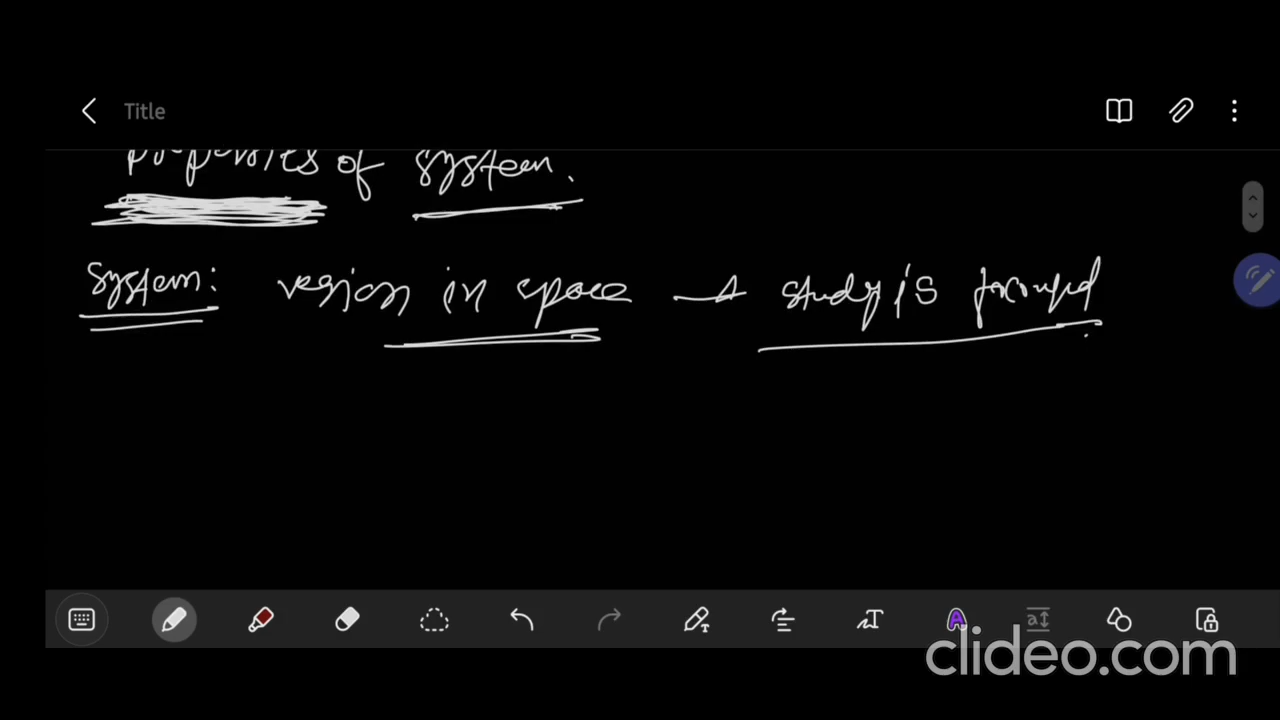 Title
properties of system.
system: region in space → study is focused
clideo.com